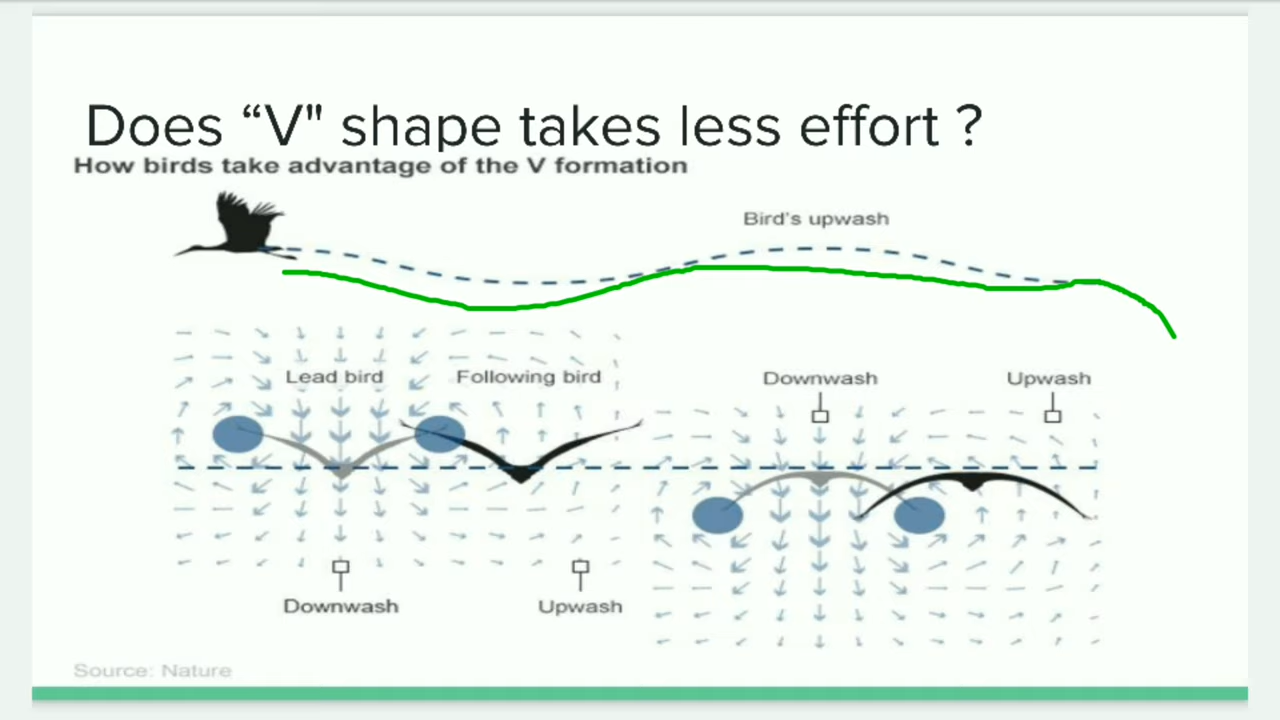 Does “V" shape takes less effort ?
How birds take advantage of the V formation
Bird's upwash
Lead bird
Following bird
Downwash
Upwash
Downwash
Upwash
Source: Nature